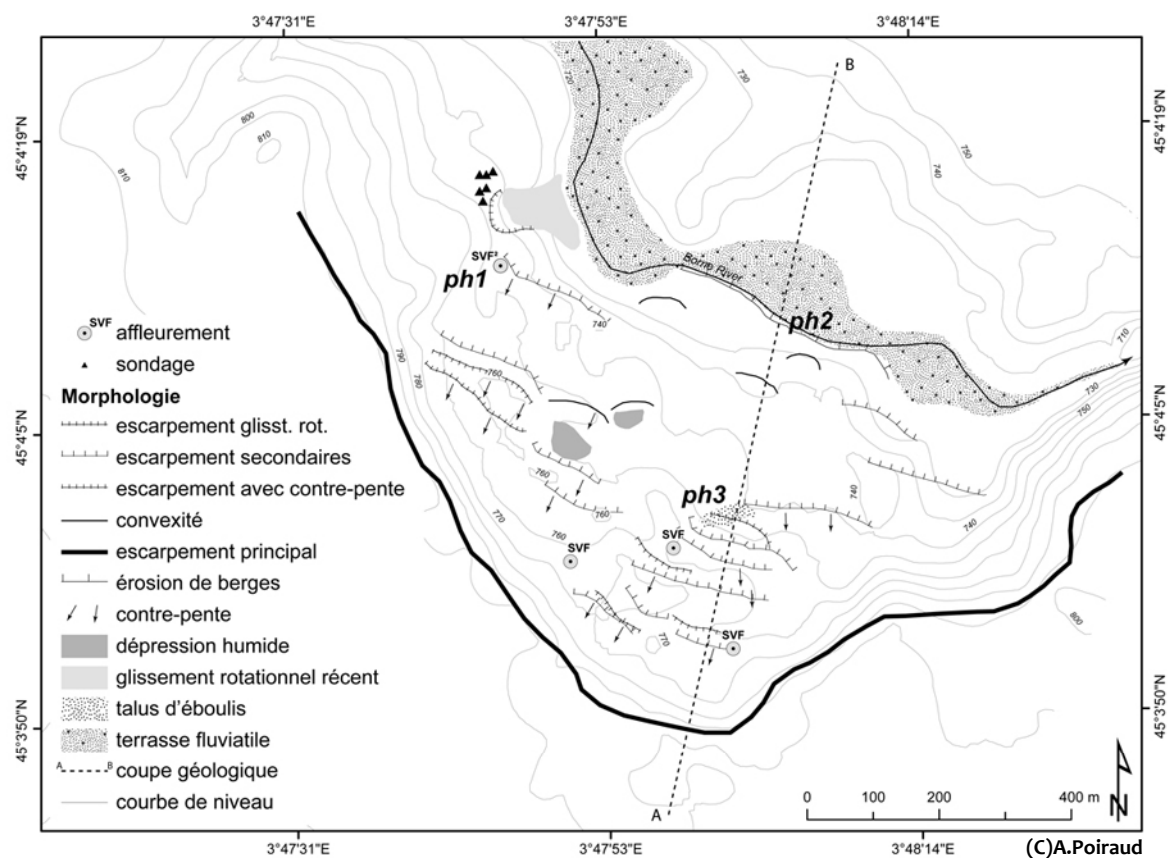 3°47'31"E 3°47'53"E 3°48'14"E
B
720
730
750
740
800
810
810
45°4'19"N
45°4'19"N
SVF²
ph1
Borne River
ph2
740
710
730
750
790
780
760
45°4'5"N
45°4'5"N
760
760
740
740
ph3
770
760
SVF
SVF
SVF
770
800
45°3'50"N
45°3'50"N
A
SVF affleurement
sondage
Morphologie
escarpement glisst. rot.
escarpement secondaires
escarpement avec contre-pente
convexité
escarpement principal
érosion de berges
contre-pente
dépression humide
glissement rotationnel récent
talus d'éboulis
terrasse fluviatile
A B coupe géologique
courbe de niveau
0 100 200 400 m
N
3°47'31"E 3°47'53"E 3°48'14"E
(C)A.Poiraud